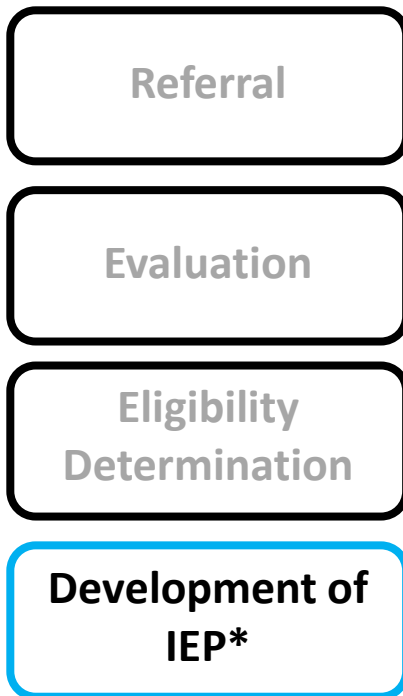 Referral
Evaluation
Eligibility
Determination
Development of
IEP*